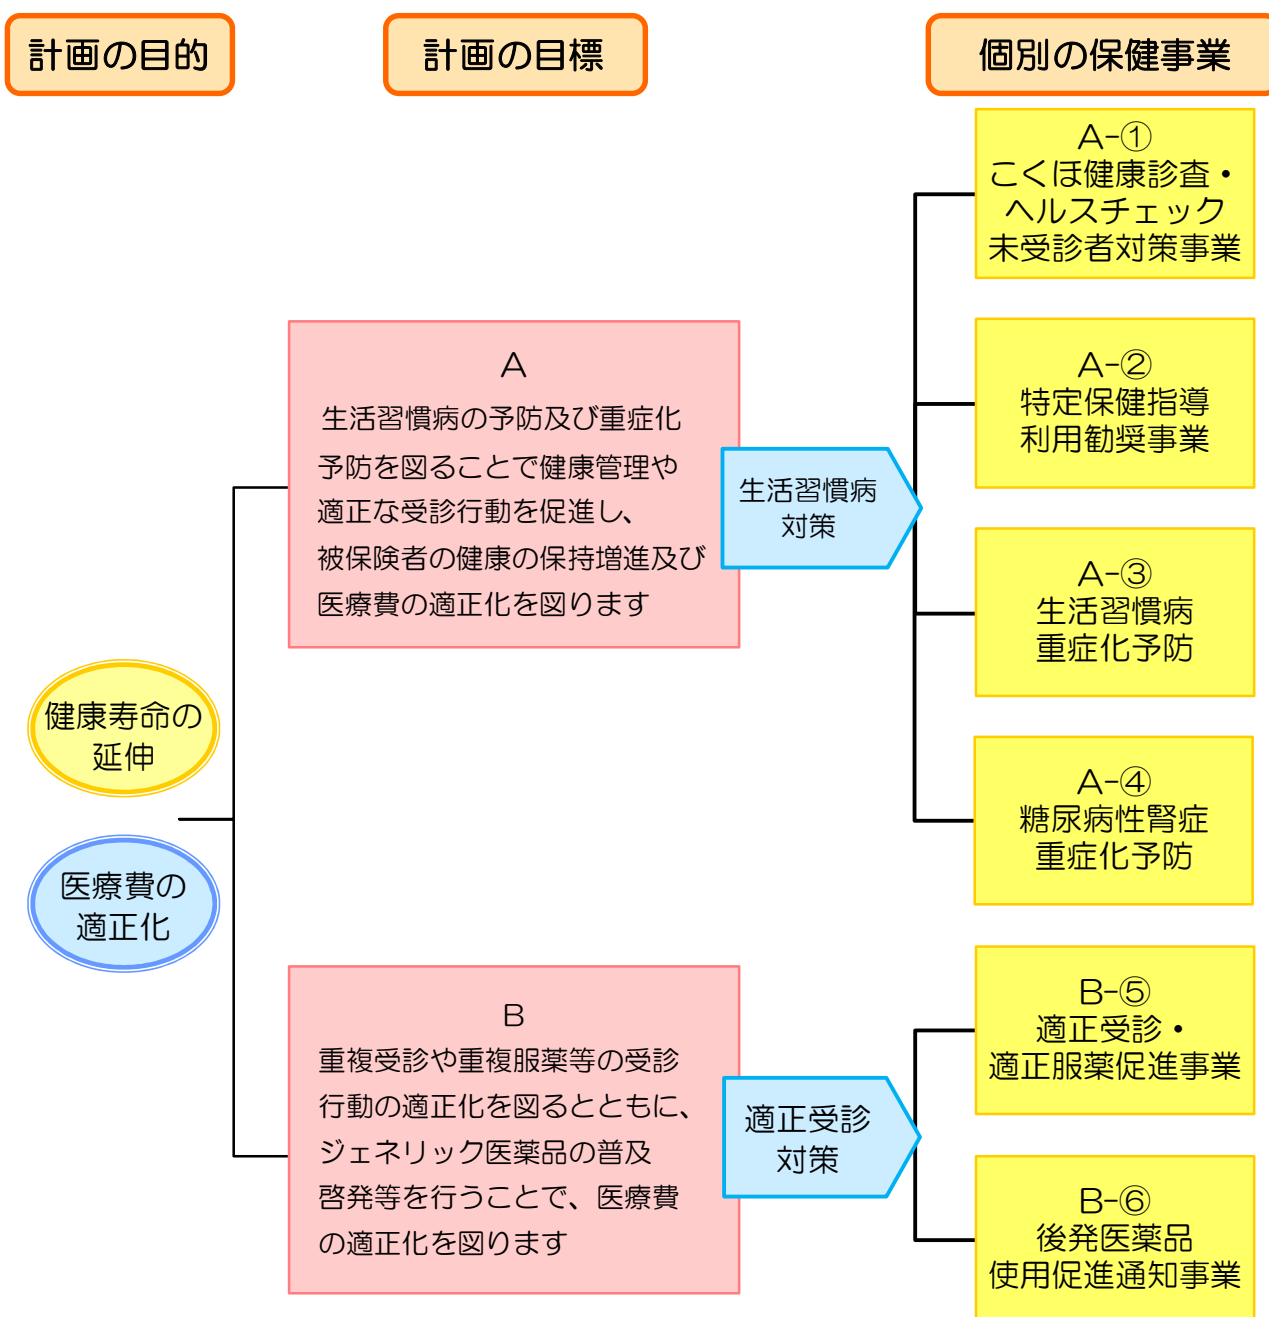 計画の目的
計画の目標
個別の保健事業
健康寿命の
延伸
医療費の
適正化
A
生活習慣病の予防及び重症化
予防を図ることで健康管理や
適正な受診行動を促進し、
被保険者の健康の保持増進及び
医療費の適正化を図ります
生活習慣病
対策
A-①
こくほ健康診査・
ヘルスチェック
未受診者対策事業
A-②
特定保健指導
利用勧奨事業
A-③
生活習慣病
重症化予防
A-④
糖尿病性腎症
重症化予防
B
重複受診や重複服薬等の受診
行動の適正化を図るとともに、
ジェネリック医薬品の普及
啓発等を行うことで、医療費
の適正化を図ります
適正受診
対策
B-⑤
適正受診・
適正服薬促進事業
B-⑥
後発医薬品
使用促進通知事業